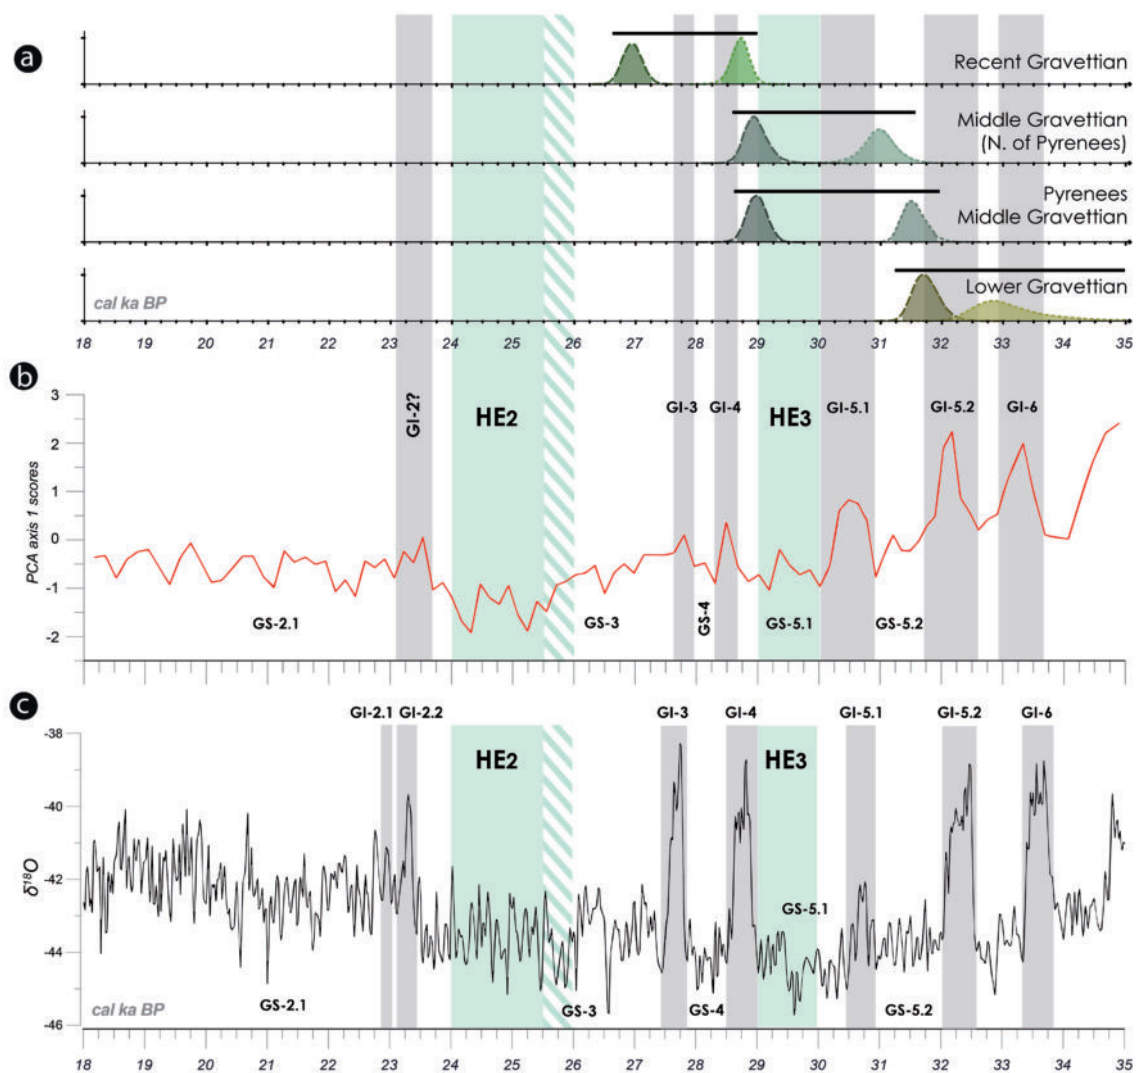 a
Recent Gravettian
Middle Gravettian
(N. of Pyrenees)
Pyrenees
Middle Gravettian
Lower Gravettian
cal ka BP
18 19 20 21 22 23 24 25 26 27 28 29 30 31 32 33 34 35
b
3
2
1
0
-1
-2
PCA axis 1 scores
GI-2?
HE2
GI-3
GI-4
HE3
GI-5.1
GI-5.2
GI-6
GS-2.1
GS-3
GS-4
GS-5.1
GS-5.2
c
GI-2.1
GI-2.2
GI-3
GI-4
GI-5.1
GI-5.2
GI-6
-38
-40
-42
-44
-46
δ¹⁸O
HE2
HE3
GS-5.1
GS-2.1
GS-3
GS-4
GS-5.2
cal ka BP
18 19 20 21 22 23 24 25 26 27 28 29 30 31 32 33 34 35